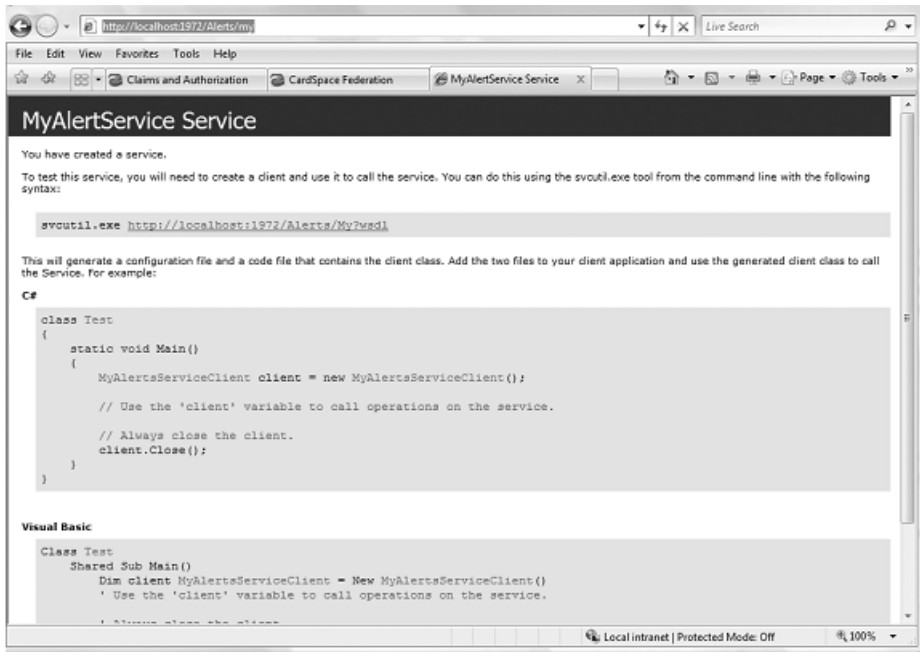 http://localhost:1972/Alerts/my
Live Search
File Edit View Favorites Tools Help
Claims and Authorization
CardSpace Federation
MyAlertService Service
Page
Tools
MyAlertService Service
You have created a service.
To test this service, you will need to create a client and use it to call the service. You can do this using the svcutil.exe tool from the command line with the following
syntax:
svcutil.exe http://localhost:1972/Alerts/My?wsdl
This will generate a configuration file and a code file that contains the client class. Add the two files to your client application and use the generated client class to call
the Service. For example:
C#
class Test
{
static void Main()
{
MyAlertsServiceClient client = new MyAlertsServiceClient();
// Use the 'client' variable to call operations on the service.
// Always close the client.
client.Close();
}
}
Visual Basic
Class Test
Shared Sub Main()
Dim client MyAlertsServiceClient = New MyAlertsServiceClient()
' Use the 'client' variable to call operations on the service.
' Always close the client.
Local intranet | Protected Mode: Off
100%